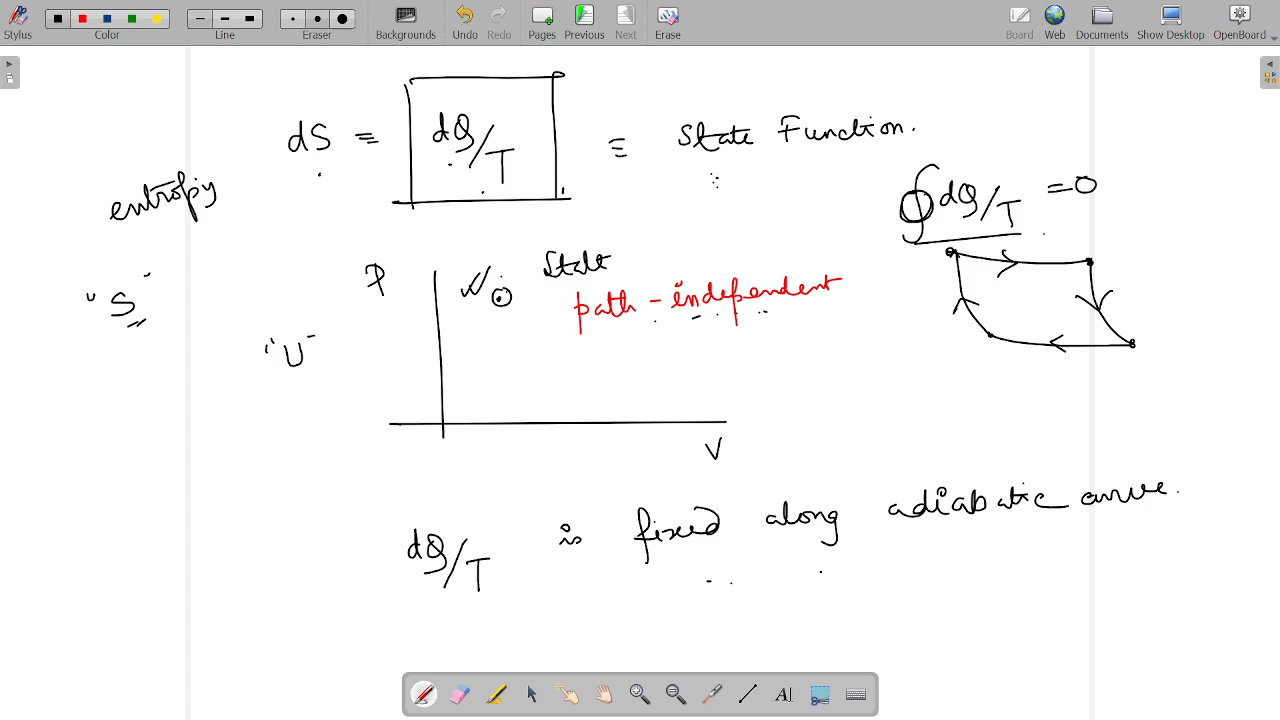 Stylus Color Line Eraser Backgrounds Undo Redo Pages Previous Next Erase Board Web Documents Show Desktop OpenBoard
dS ≡ dQ/T ≡ State Function.
entropy
∮dQ/T = 0
"S"
"U"
P
State
path - independent
V
dQ/T is fixed along adiabatic curve.